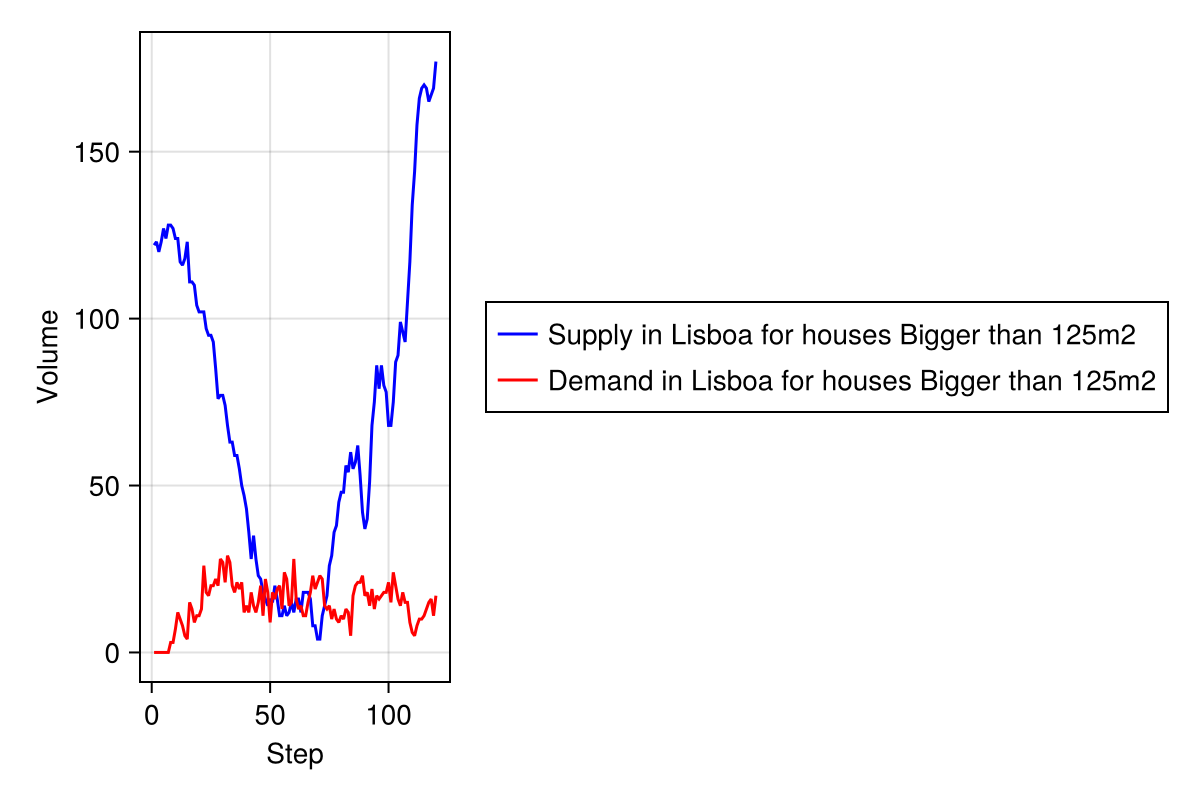 150
100
50
0
Volume
0 50 100
Step
Supply in Lisboa for houses Bigger than 125m2
Demand in Lisboa for houses Bigger than 125m2